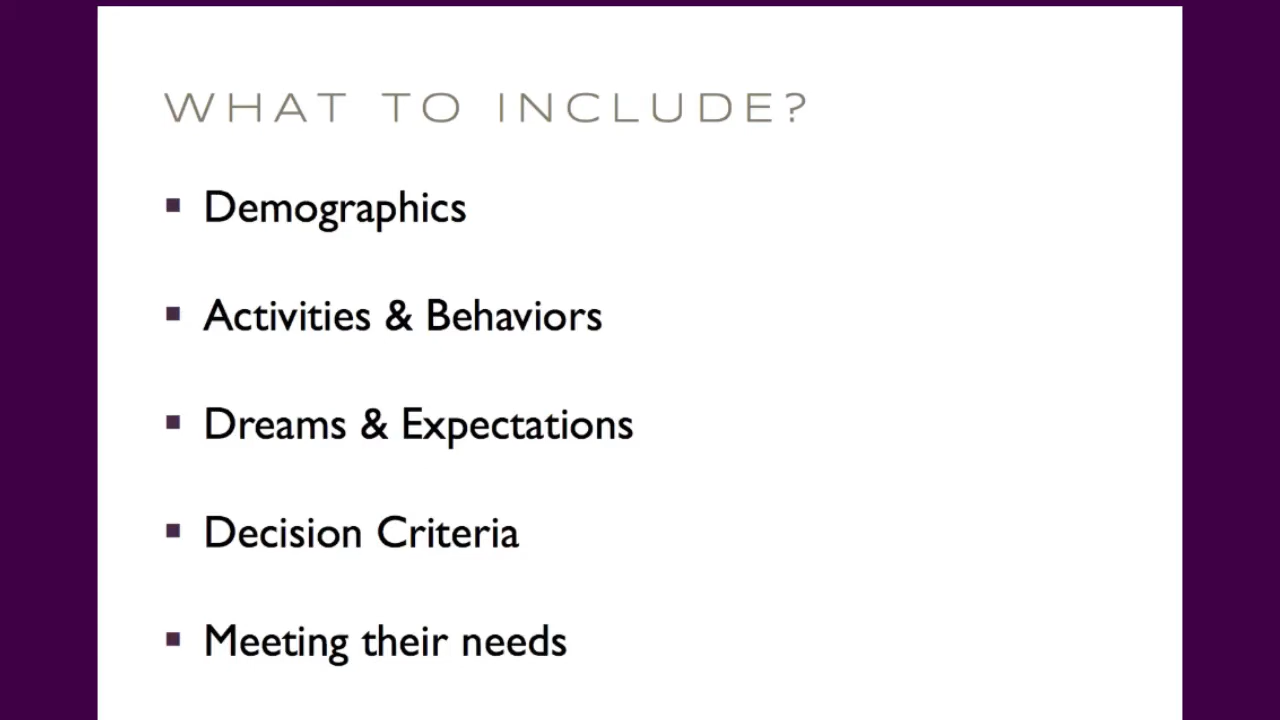 WHAT TO INCLUDE?
▪ Demographics
▪ Activities & Behaviors
▪ Dreams & Expectations
▪ Decision Criteria
▪ Meeting their needs